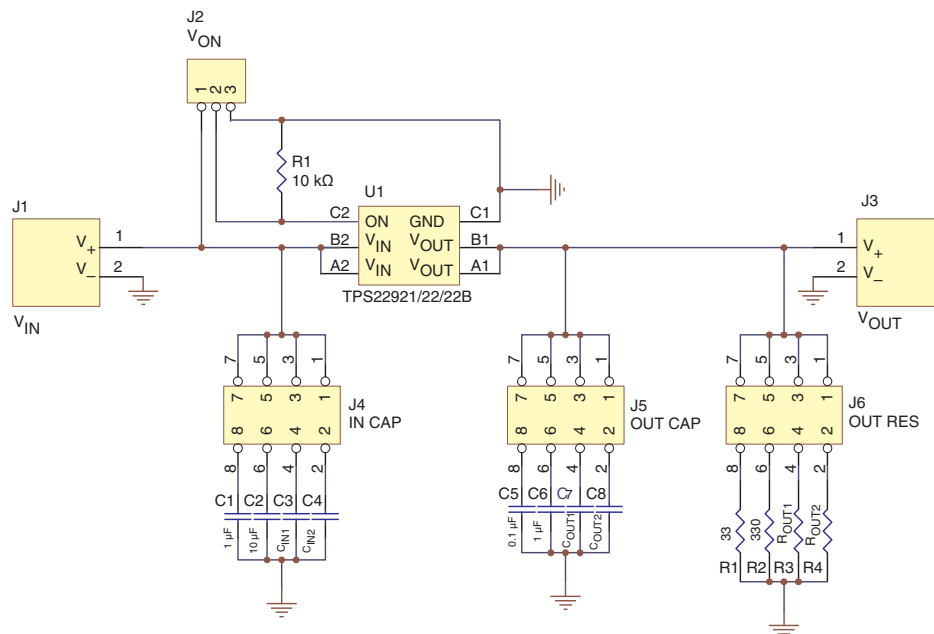 J2
VON
1 2 3
R1
10 kΩ
U1
C2 ON GND C1
B2 VIN VOUT B1
A2 VIN VOUT A1
TPS22921/22/22B
J1
V+ 1
V– 2
VIN
J3
1 V+
2 V–
VOUT
7 5 3 1
7 5 3 1
8 6 4 2
8 6 4 2
J4
IN CAP
C1 C2 C3 C4
1 µF
10 µF
CIN1
CIN2
7 5 3 1
7 5 3 1
8 6 4 2
8 6 4 2
J5
OUT CAP
C5 C6 C7 C8
0.1 µF
1 µF
COUT1
COUT2
7 5 3 1
7 5 3 1
8 6 4 2
8 6 4 2
J6
OUT RES
33
330
ROUT1
ROUT2
R1 R2 R3 R4